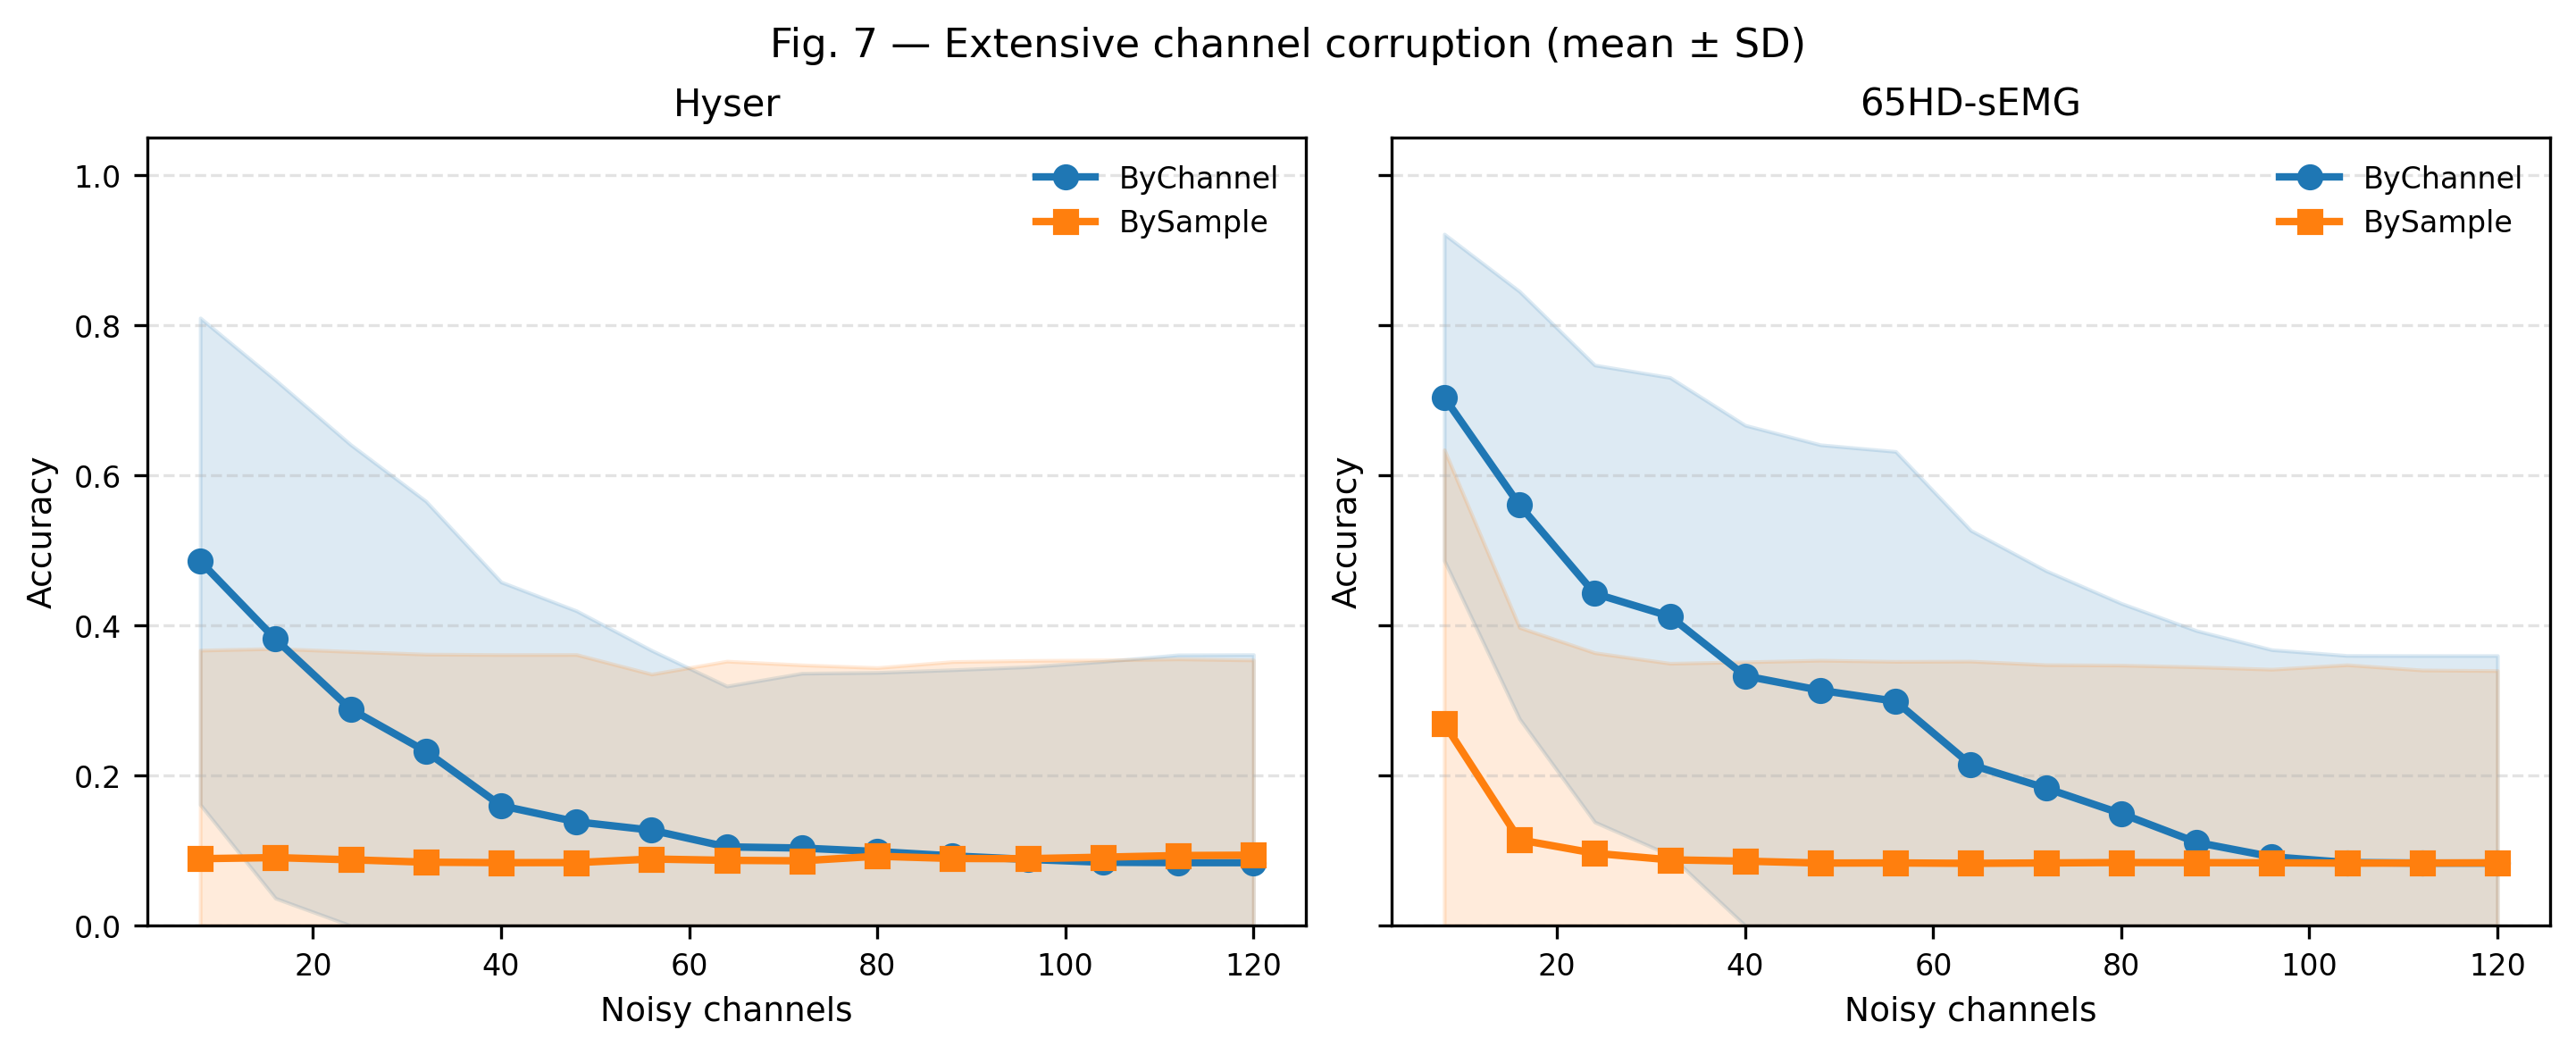 Fig. 7 — Extensive channel corruption (mean ± SD)
Hyser
1.0
0.8
0.6
0.4
0.2
0.0
Accuracy
20 40 60 80 100 120
Noisy channels
ByChannel
BySample
65HD-sEMG
Accuracy
20 40 60 80 100 120
Noisy channels
ByChannel
BySample